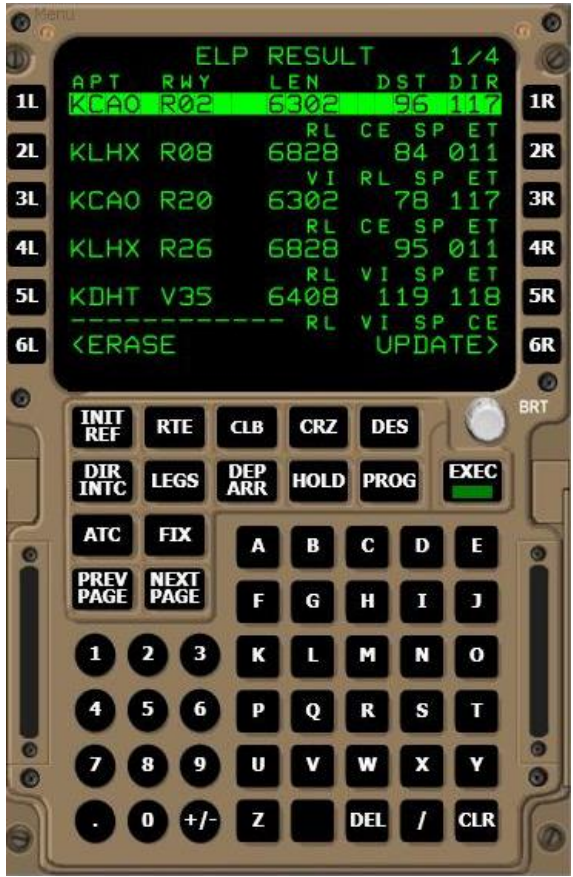 Menu
ELP RESULT 1/4
APT RWY LEN DST DIR
1L KCAO R02 6302 96 117 1R
RL CE SP ET
2L KLHX R08 6828 84 011 2R
VI RL SP ET
3L KCAO R20 6302 78 117 3R
RL CE SP ET
4L KLHX R26 6828 95 011 4R
RL VI SP ET
5L KDHT V35 6408 119 118 5R
------------- RL VI SP CE
6L <ERASE UPDATE> 6R
BRT
INIT REF RTE CLB CRZ DES
DIR INTC LEGS DEP ARR HOLD PROG EXEC
ATC FIX A B C D E
PREV PAGE NEXT PAGE F G H I J
1 2 3 K L M N O
4 5 6 P Q R S T
7 8 9 U V W X Y
. 0 +/- Z DEL / CLR